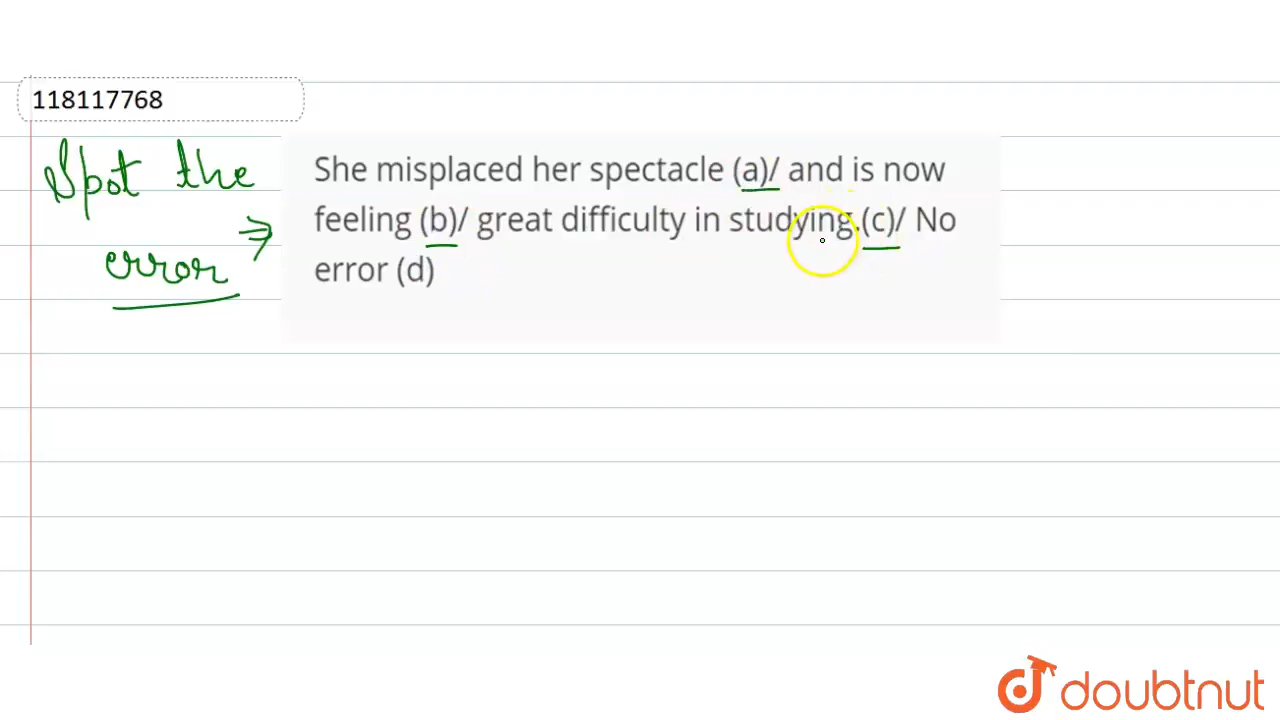 118117768
Spot the
error ⇒
She misplaced her spectacle (a)/ and is now
feeling (b)/ great difficulty in studying.(c)/ No
error (d)
doubtnut